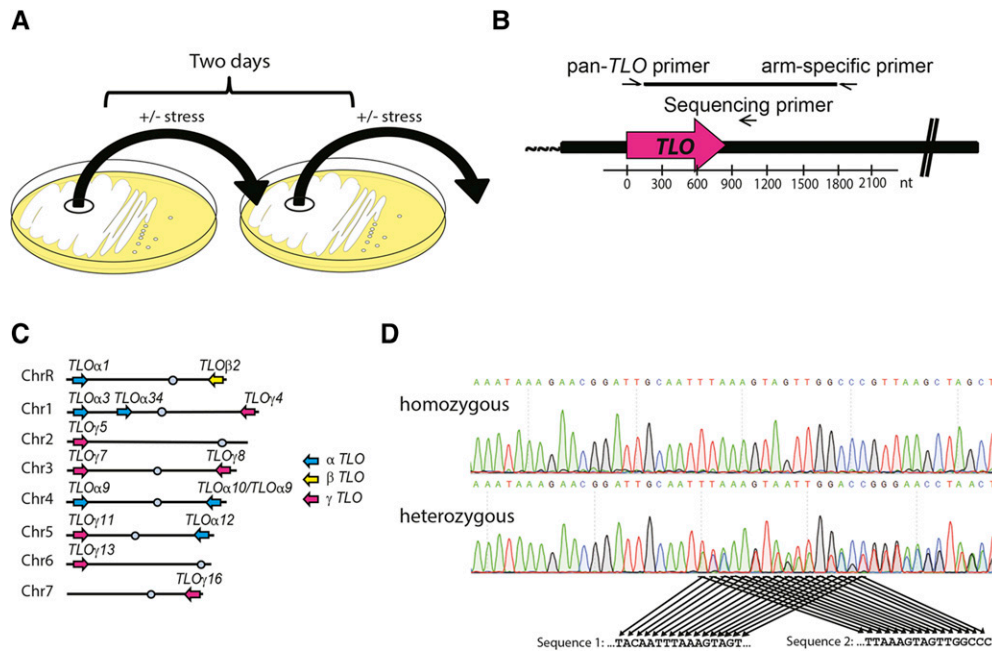 A
Two days
+/- stress
+/- stress
B
pan-TLO primer
arm-specific primer
Sequencing primer
~~~
TLO
0 300 600 900 1200 1500 1800 2100 nt
C
ChrR TLOα1 TLOβ2
Chr1 TLOα3 TLOα34 TLOγ4
Chr2 TLOγ5
Chr3 TLOγ7 TLOγ8
Chr4 TLOα9 TLOα10/TLOα9
Chr5 TLOγ11 TLOα12
Chr6 TLOγ13
Chr7 TLOγ16
α TLO
β TLO
γ TLO
D
A A A T A A A G A A C G G A T T G C A A T T T A A A G T A G T T G G C C C G T T A A G C T A G C T
homozygous
A A A T A A A G A A C G G A T T G C A A T T T A A A G T A A T T G G A C C G G G A A C C T A A C T
heterozygous
Sequence 1: ...TACAATTTAAAGTAGT...
Sequence 2: ...TTAAAGTAGTTGGCCC